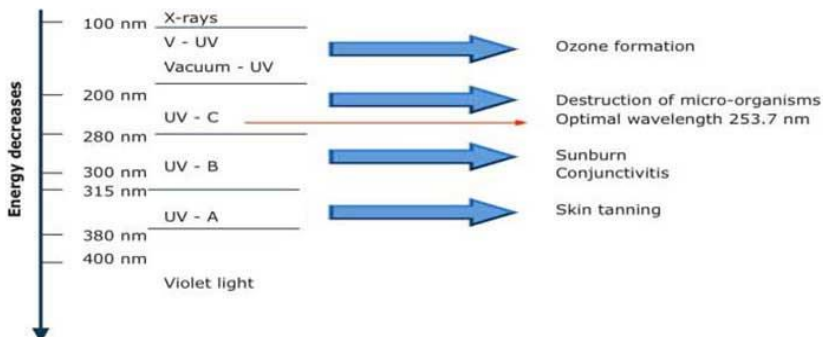 Energy decreases
100 nm
X-rays
V - UV
Vacuum - UV
Ozone formation
200 nm
UV - C
Destruction of micro-organisms
Optimal wavelength 253.7 nm
280 nm
UV - B
Sunburn
Conjunctivitis
300 nm
315 nm
UV - A
Skin tanning
380 nm
400 nm
Violet light